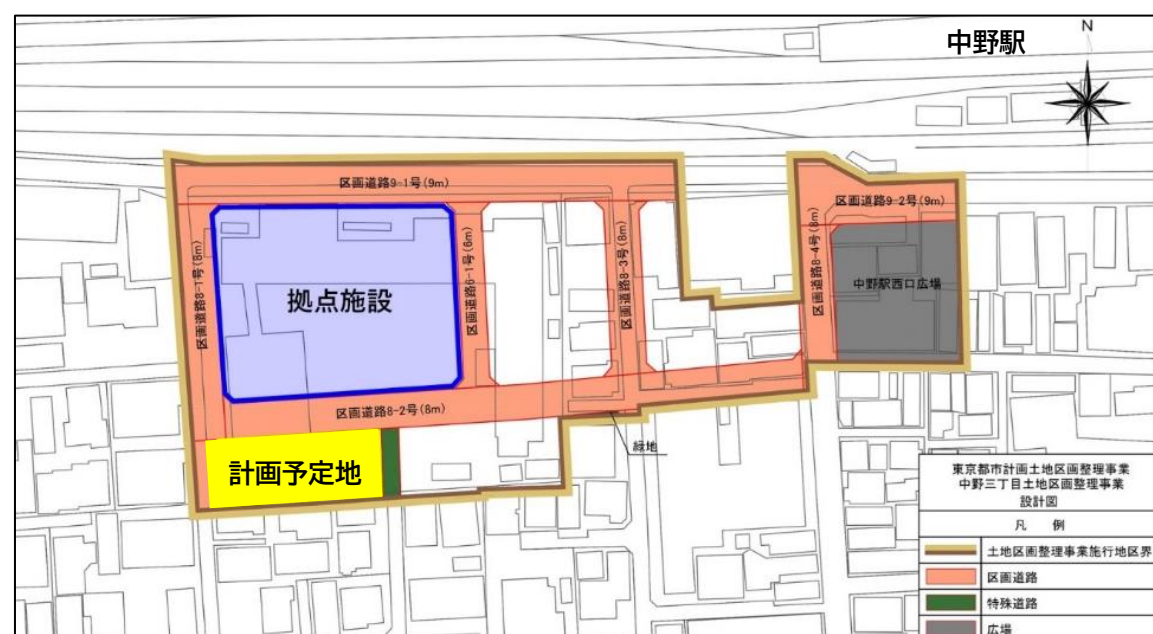 中野駅
N
区画道路9-1号(9m)
区画道路9-2号(9m)
区画道路8-1号(8m)
拠点施設
区画道路6-1号(6m)
区画道路8-3号(8m)
区画道路8-4号(8m)
中野駅西口広場
区画道路8-2号(8m)
緑地
計画予定地
東京都市計画土地区画整理事業
中野三丁目土地区画整理事業
設計図
凡 例
土地区画整理事業施行地区界
区画道路
特殊道路
広場